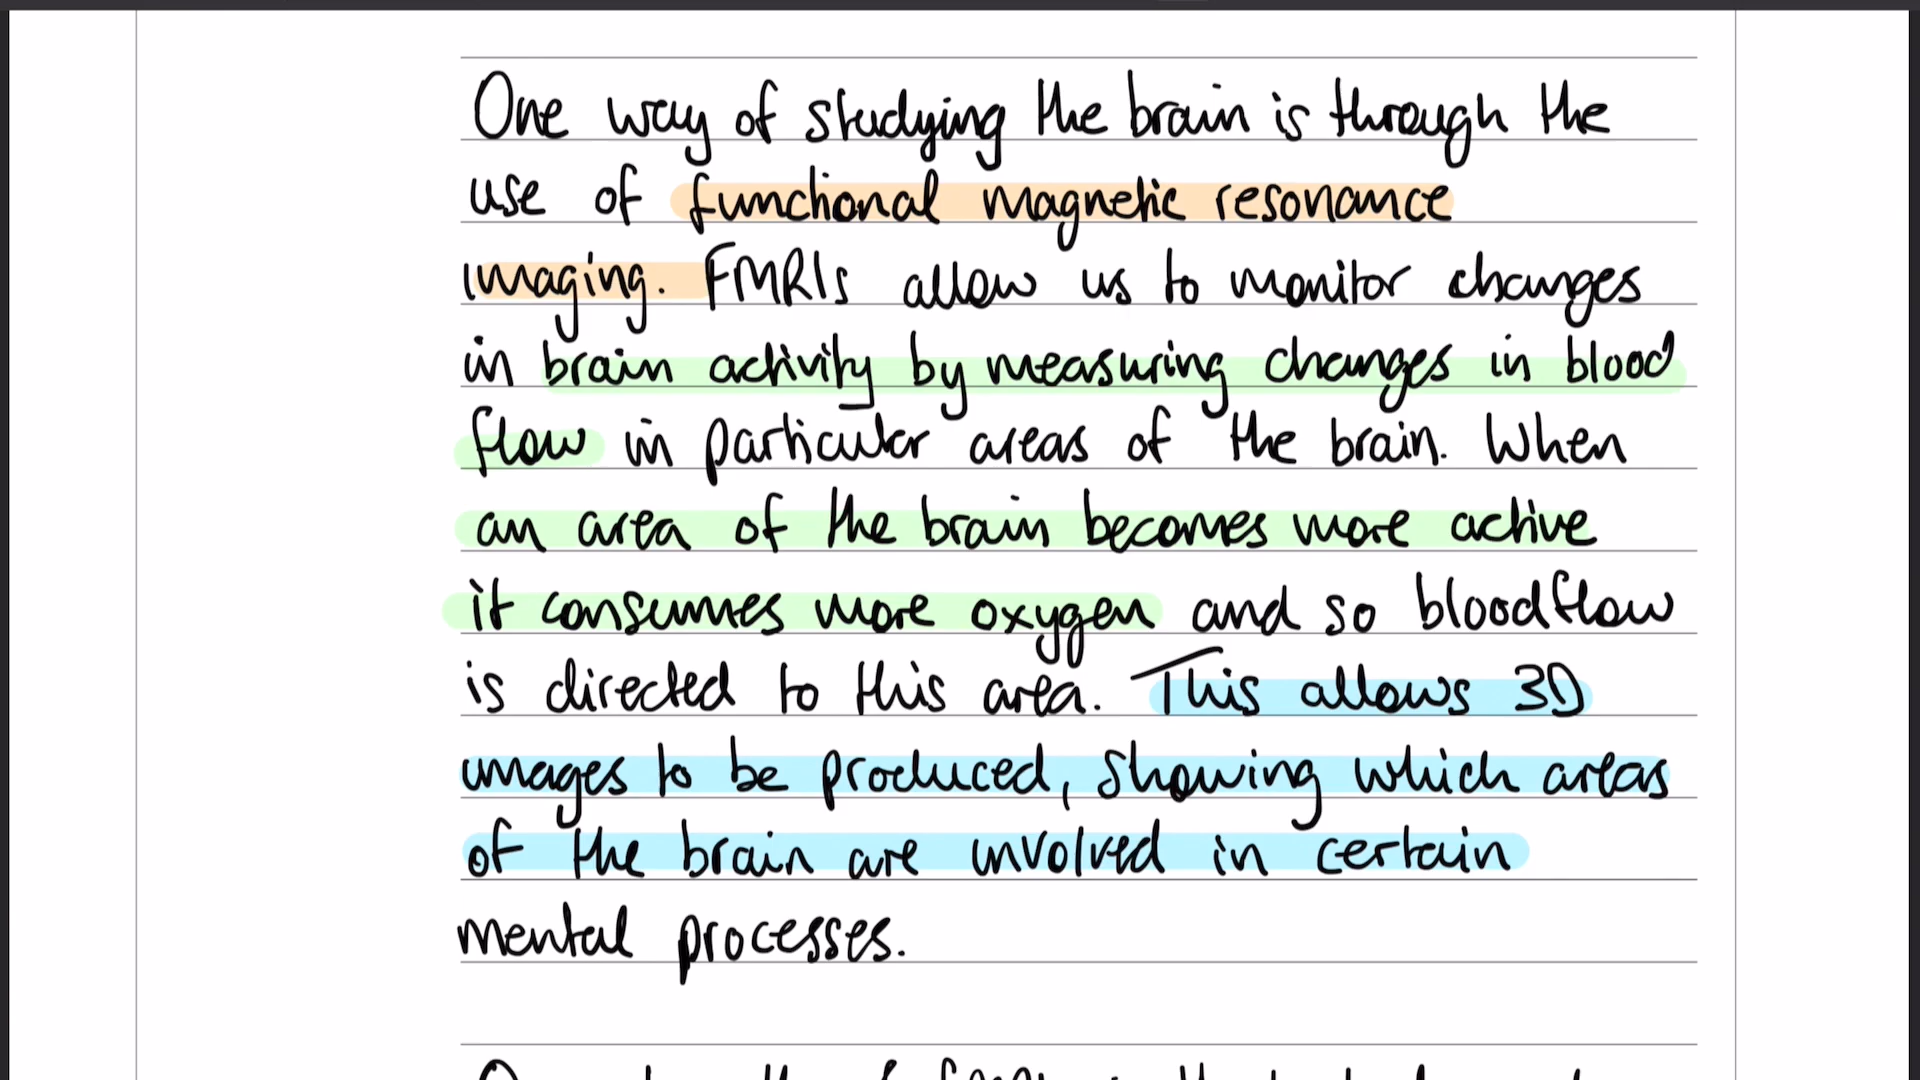 One way of studying the brain is through the
use of functional magnetic resonance
imaging. FMRIs allow us to monitor changes
in brain activity by measuring changes in blood
flow in particular areas of the brain. When
an area of the brain becomes more active
it consumes more oxygen and so bloodflow
is directed to this area. This allows 3D
images to be produced, showing which areas
of the brain are involved in certain
mental processes.